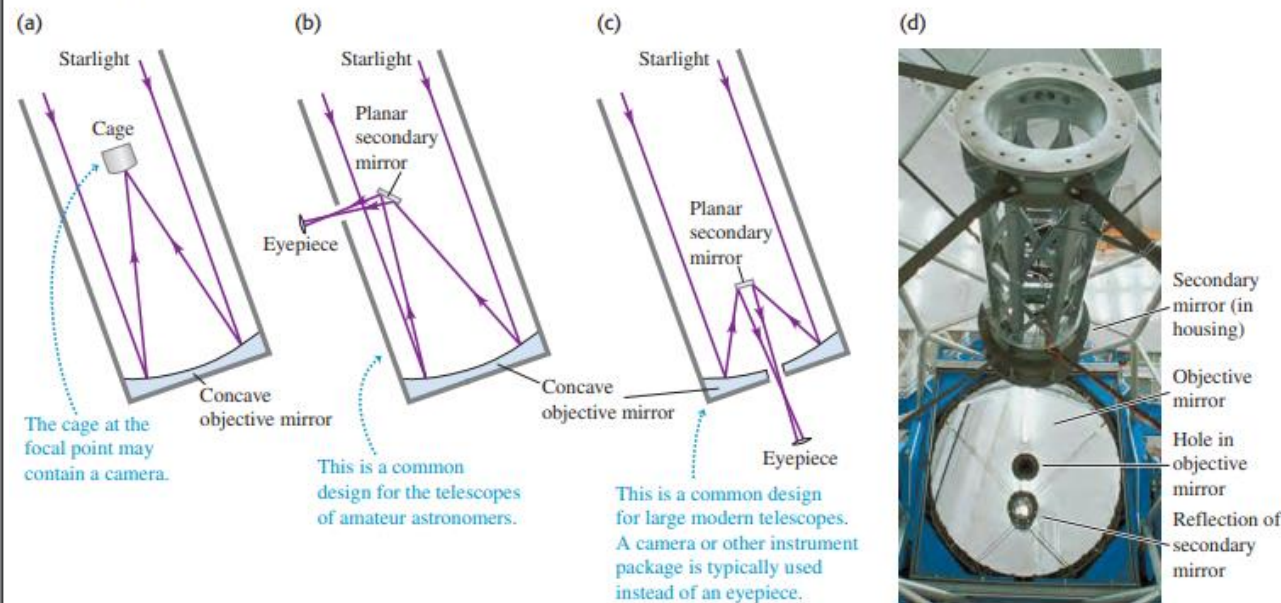 (a)
Starlight
Cage
Concave
objective mirror
The cage at the
focal point may
contain a camera.
(b)
Starlight
Planar
secondary
mirror
Eyepiece
Concave
objective mirror
This is a common
design for the telescopes
of amateur astronomers.
(c)
Starlight
Planar
secondary
mirror
Eyepiece
This is a common design
for large modern telescopes.
A camera or other instrument
package is typically used
instead of an eyepiece.
(d)
Secondary
mirror (in
housing)
Objective
mirror
Hole in
objective
mirror
Reflection of
secondary
mirror